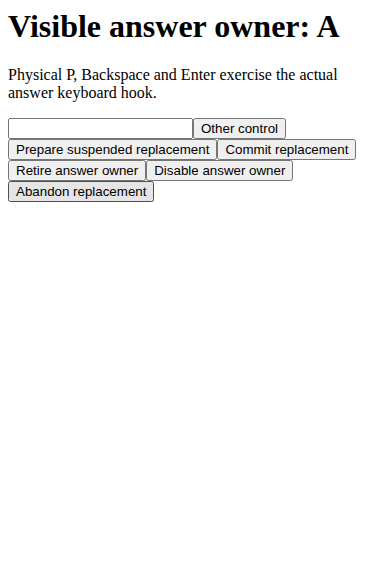 Visible answer owner: A
Physical P, Backspace and Enter exercise the actual
answer keyboard hook.
Other control
Prepare suspended replacement Commit replacement
Retire answer owner Disable answer owner
Abandon replacement